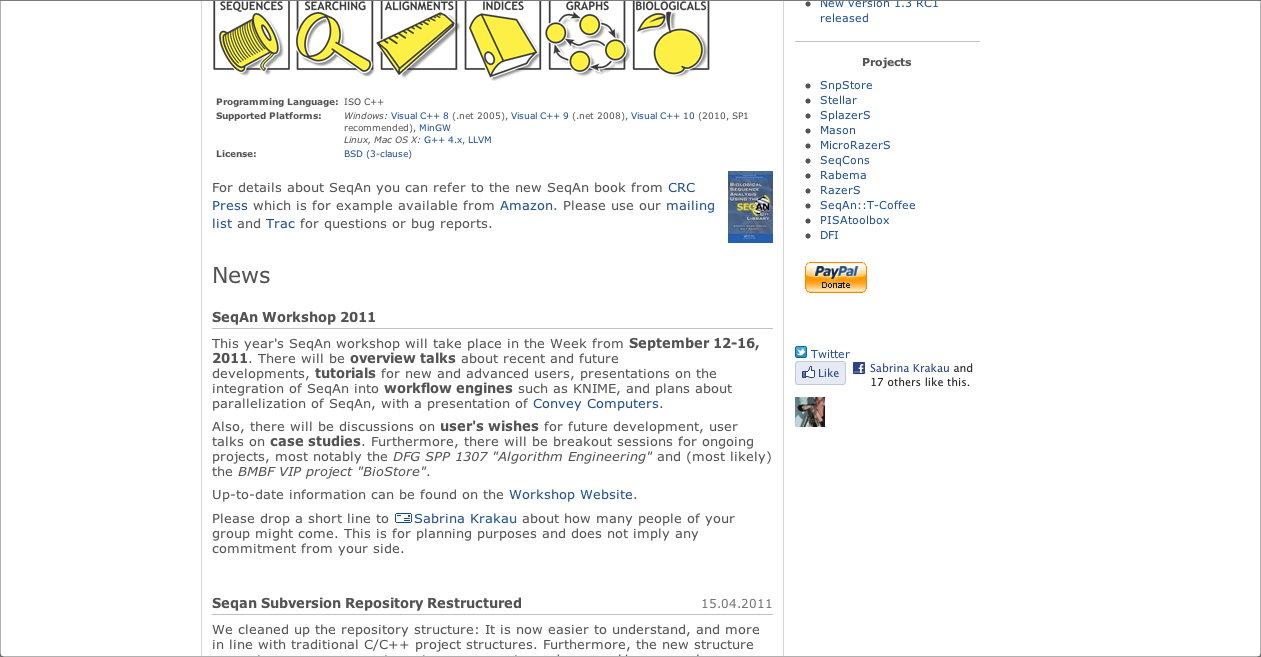 SEQUENCES SEARCHING ALIGNMENTS INDICES GRAPHS BIOLOGICALS
Programming Language: ISO C++
Supported Platforms: Windows: Visual C++ 8 (.net 2005), Visual C++ 9 (.net 2008), Visual C++ 10 (2010, SP1
recommended), MinGW
Linux, Mac OS X: G++ 4.x, LLVM
License: BSD (3-clause)
For details about SeqAn you can refer to the new SeqAn book from CRC
Press which is for example available from Amazon. Please use our mailing
list and Trac for questions or bug reports.
BIOLOGICAL
SEQUENCE
ANALYSIS
USING THE
SEQAN
C++
LIBRARY
News
SeqAn Workshop 2011
This year's SeqAn workshop will take place in the Week from September 12-16,
2011. There will be overview talks about recent and future
developments, tutorials for new and advanced users, presentations on the
integration of SeqAn into workflow engines such as KNIME, and plans about
parallelization of SeqAn, with a presentation of Convey Computers.
Also, there will be discussions on user's wishes for future development, user
talks on case studies. Furthermore, there will be breakout sessions for ongoing
projects, most notably the DFG SPP 1307 "Algorithm Engineering" and (most likely)
the BMBF VIP project "BioStore".
Up-to-date information can be found on the Workshop Website.
Please drop a short line to Sabrina Krakau about how many people of your
group might come. This is for planning purposes and does not imply any
commitment from your side.
Seqan Subversion Repository Restructured 15.04.2011
We cleaned up the repository structure: It is now easier to understand, and more
in line with traditional C/C++ project structures. Furthermore, the new structure
New version 1.3 RC1
released
Projects
SnpStore
Stellar
SplazerS
Mason
MicroRazerS
SeqCons
Rabema
RazerS
SeqAn::T-Coffee
PISAtoolbox
DFI
PayPal
Donate
Twitter
Like
Sabrina Krakau and
17 others like this.